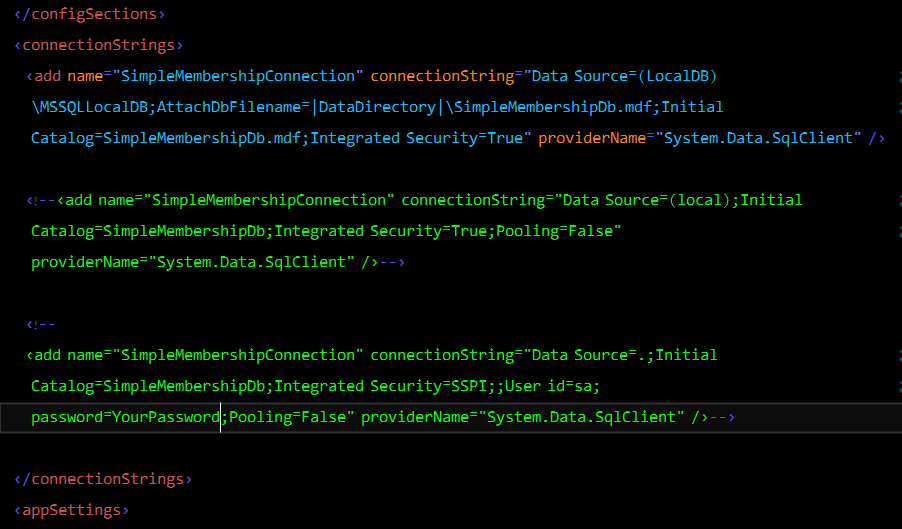 </configSections>
<connectionStrings>
<add name="SimpleMembershipConnection" connectionString="Data Source=(LocalDB)
\MSSQLLocalDB;AttachDbFilename=|DataDirectory|\SimpleMembershipDb.mdf;Initial
Catalog=SimpleMembershipDb.mdf;Integrated Security=True" providerName="System.Data.SqlClient" />
<!--<add name="SimpleMembershipConnection" connectionString="Data Source=(local);Initial
Catalog=SimpleMembershipDb;Integrated Security=True;Pooling=False"
providerName="System.Data.SqlClient" />-->
<!--
<add name="SimpleMembershipConnection" connectionString="Data Source=.;Initial
Catalog=SimpleMembershipDb;Integrated Security=SSPI;;User id=sa;
password=YourPassword;Pooling=False" providerName="System.Data.SqlClient" />-->
</connectionStrings>
<appSettings>